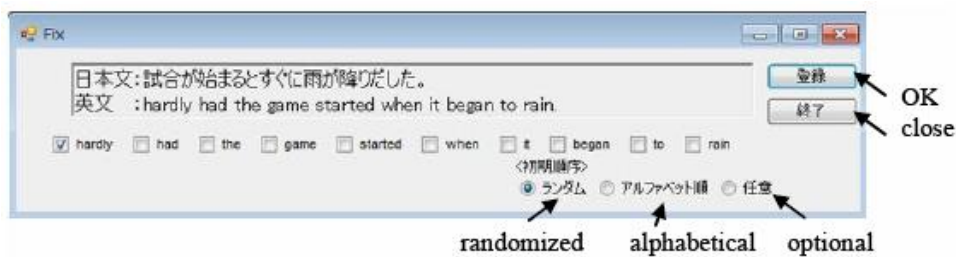 Fix
日本文:試合が始まるとすぐに雨が降りだした。
英文 :hardly had the game started when it began to rain.
登録
終了
OK
close
hardly had the game started when it began to rain
<初期順序>
ランダム アルファベット順 任意
randomized alphabetical optional